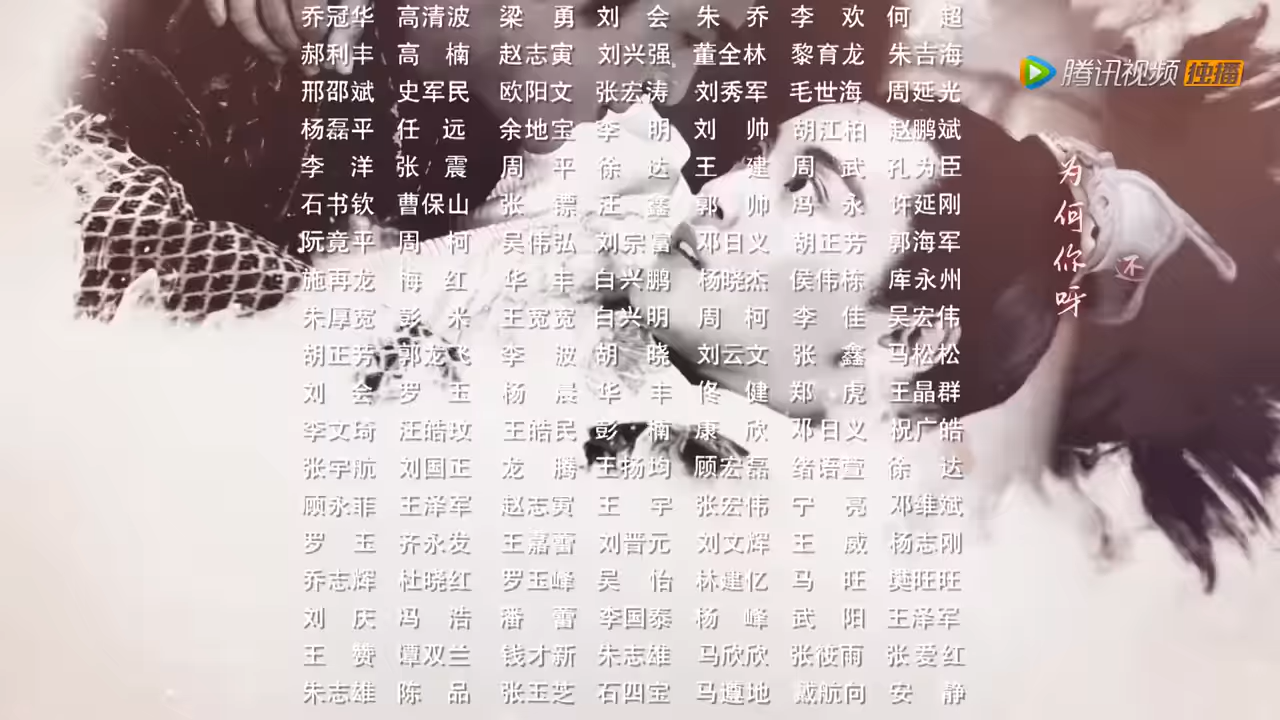 乔冠华 高清波 梁 勇 刘 会 朱 乔 李 欢 何 超
郝利丰 高 楠 赵志寅 刘兴强 董全林 黎育龙 朱吉海
邢邵斌 史军民 欧阳文 张宏涛 刘秀军 毛世海 周延光
杨磊平 任 远 余地宝 李 明 刘 帅 胡江柏 赵鹏斌
李 洋 张 震 周 平 徐 达 王 建 周 武 孔为臣
石书钦 曹保山 张 镖 汪 鑫 郭 帅 冯 永 许延刚
阮竟平 周 柯 吴伟弘 刘宗富 邓日义 胡正芳 郭海军
施再龙 梅 红 华 丰 白兴鹏 杨晓杰 侯伟栋 库永州
朱厚宽 彭 米 王宽宽 白兴明 周 柯 李 佳 吴宏伟
胡正芳 郭龙飞 李 波 胡 晓 刘云文 张 鑫 马松松
刘 会 罗 玉 杨 晨 华 丰 佟 健 郑 虎 王晶群
李文琦 汪皓玟 王皓民 彭 楠 康 欣 邓日义 祝广皓
张宇航 刘国正 龙 腾 王扬均 顾宏磊 绪语萱 徐 达
顾永菲 王泽军 赵志寅 王 宇 张宏伟 宁 亮 邓维斌
罗 玉 齐永发 王嘉蕾 刘晋元 刘文辉 王 威 杨志刚
乔志辉 杜晓红 罗玉峰 吴 怡 林建亿 马 旺 樊旺旺
刘 庆 冯 浩 潘 蕾 李国泰 杨 峰 武 阳 王泽军
王 赞 谭双兰 钱才新 朱志雄 马欣欣 张筱雨 张爱红
朱志雄 陈 品 张玉芝 石四宝 马遵地 戴航向 安 静
腾讯视频 独播
为何你呀
还